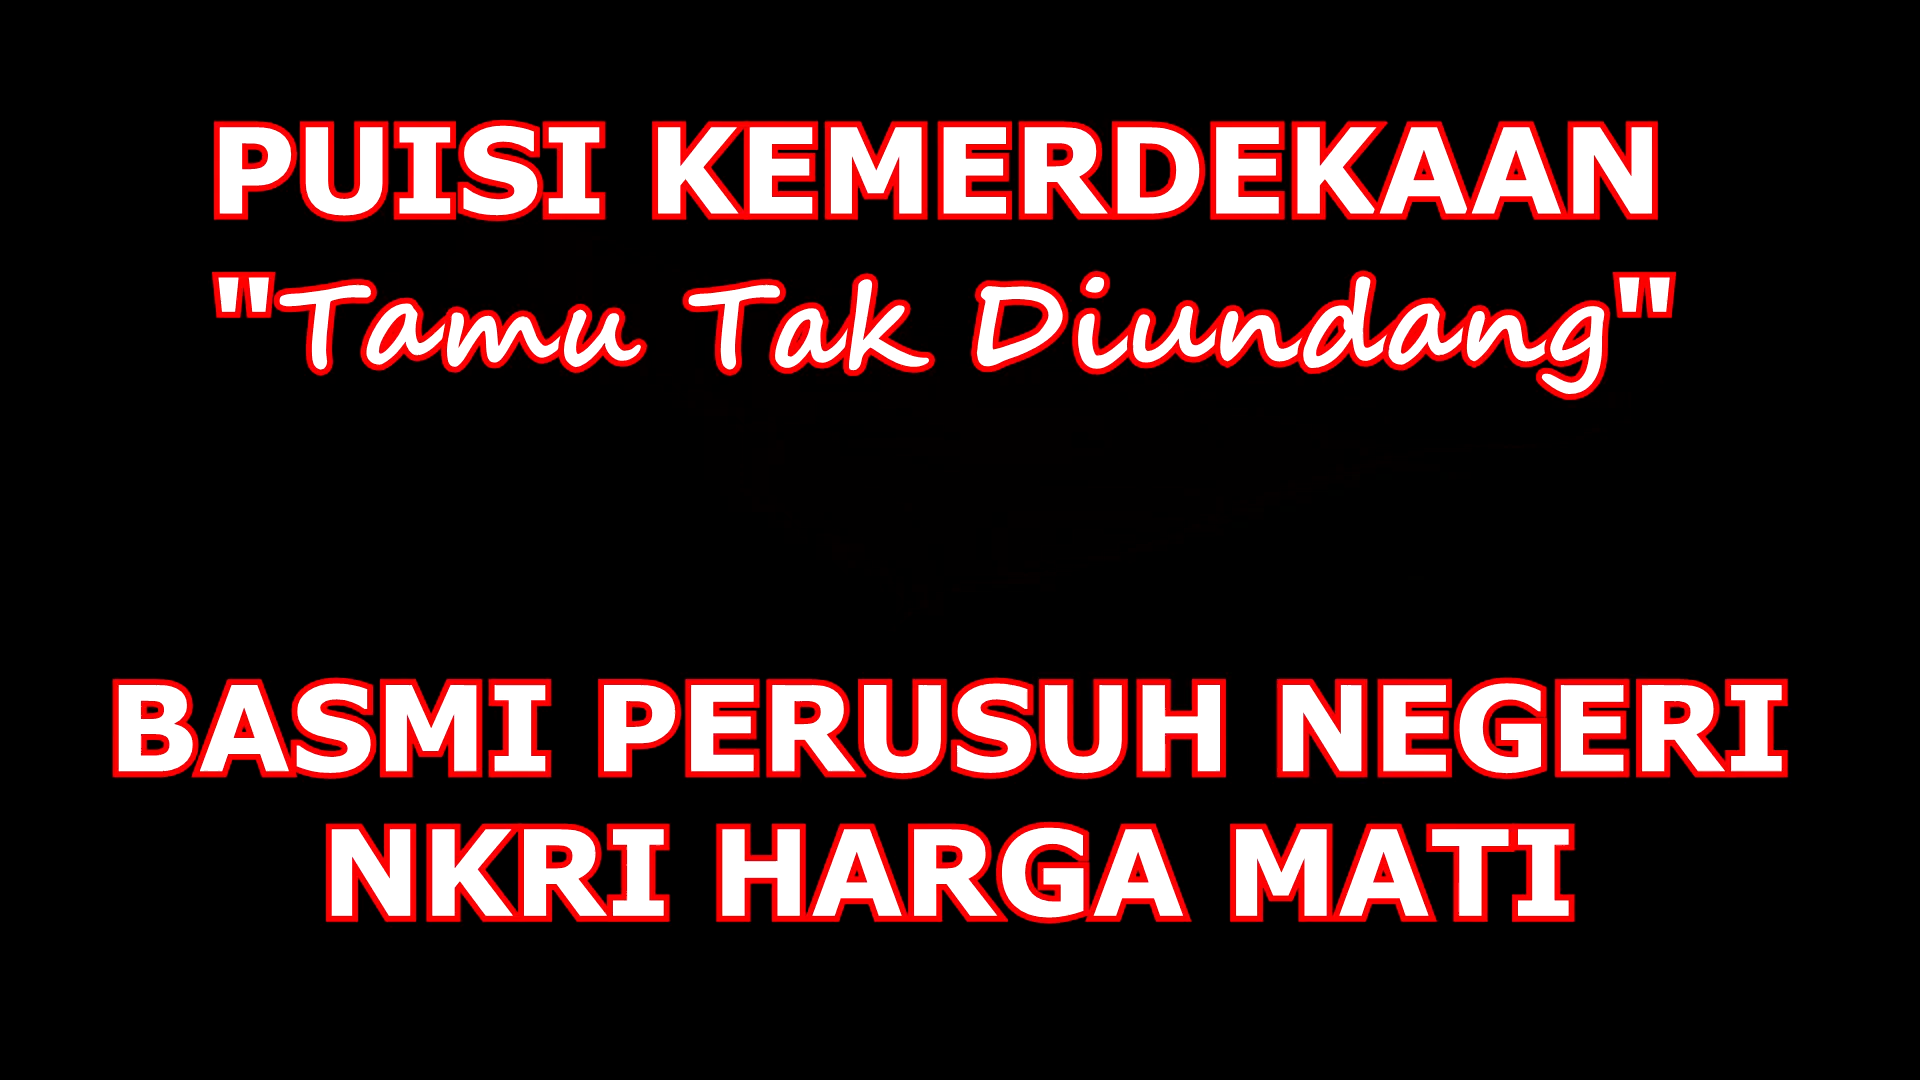 PUISI KEMERDEKAAN
"Tamu Tak Diundang"
BASMI PERUSUH NEGERI
NKRI HARGA MATI